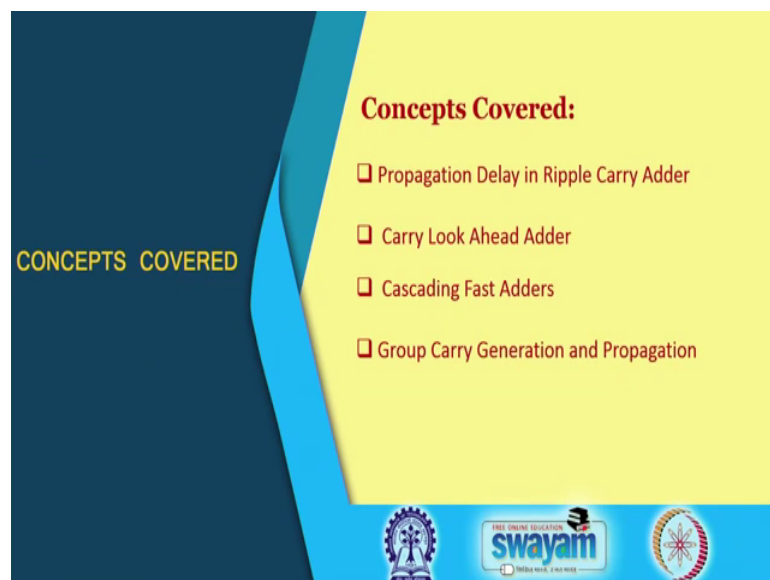 Concepts Covered:
Propagation Delay in Ripple Carry Adder
Carry Look Ahead Adder
CONCEPTS COVERED
Cascading Fast Adders
Group Carry Generation and Propagation
FREE ONLINE EDUCATION
swayam